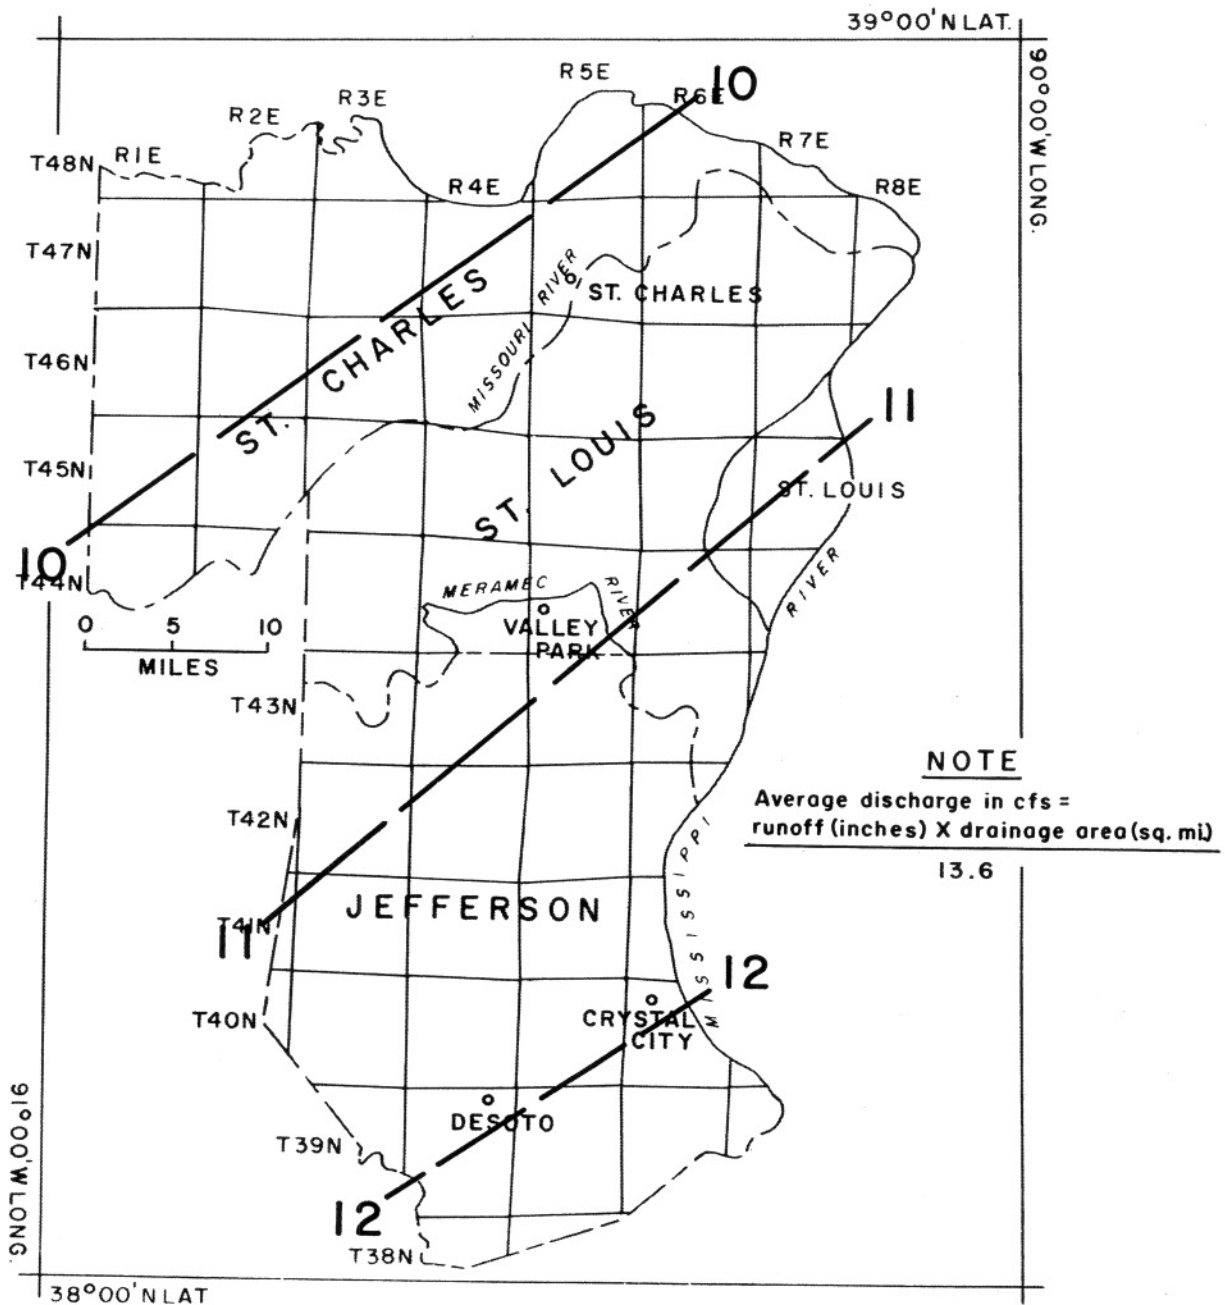 39°00'N LAT.
90°00'W LONG.
R5E
10
R6E
R3E
R2E
R7E
T48N
R1E
R4E
R8E
T47N
MISSOURI RIVER
ST. CHARLES
ST. CHARLES
T46N
11
ST. LOUIS
T45N
ST. LOUIS
10
T44N
MERAMEC RIVER
RIVER
0 5 10
MILES
VALLEY
PARK
T43N
NOTE
Average discharge in cfs =
runoff (inches) X drainage area (sq. mi.)
13.6
T42N
MISSISSIPPI
JEFFERSON
T41N
11
12
T40N
CRYSTAL
CITY
91°00'W LONG.
DESOTO
T39N
12
T38N
38°00'N LAT